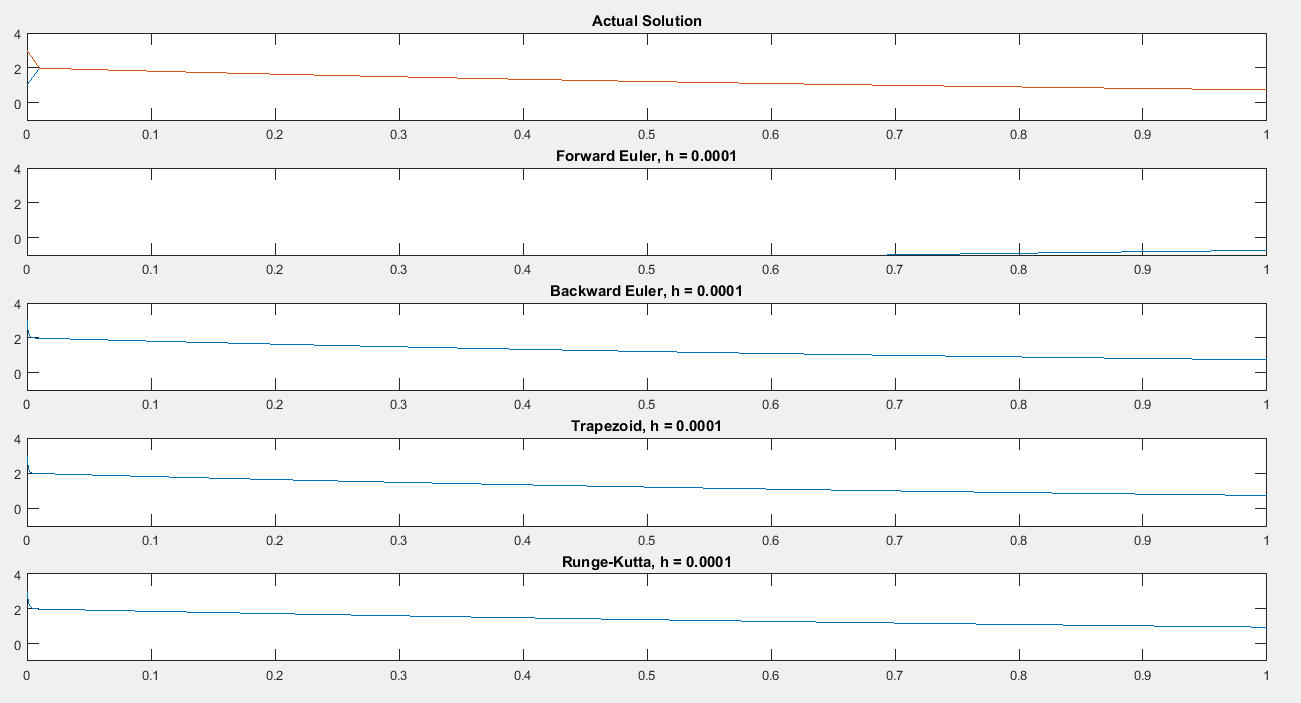 Actual Solution
4
2
0
0 0.1 0.2 0.3 0.4 0.5 0.6 0.7 0.8 0.9 1
Forward Euler, h = 0.0001
4
2
0
0 0.1 0.2 0.3 0.4 0.5 0.6 0.7 0.8 0.9 1
Backward Euler, h = 0.0001
4
2
0
0 0.1 0.2 0.3 0.4 0.5 0.6 0.7 0.8 0.9 1
Trapezoid, h = 0.0001
4
2
0
0 0.1 0.2 0.3 0.4 0.5 0.6 0.7 0.8 0.9 1
Runge-Kutta, h = 0.0001
4
2
0
0 0.1 0.2 0.3 0.4 0.5 0.6 0.7 0.8 0.9 1